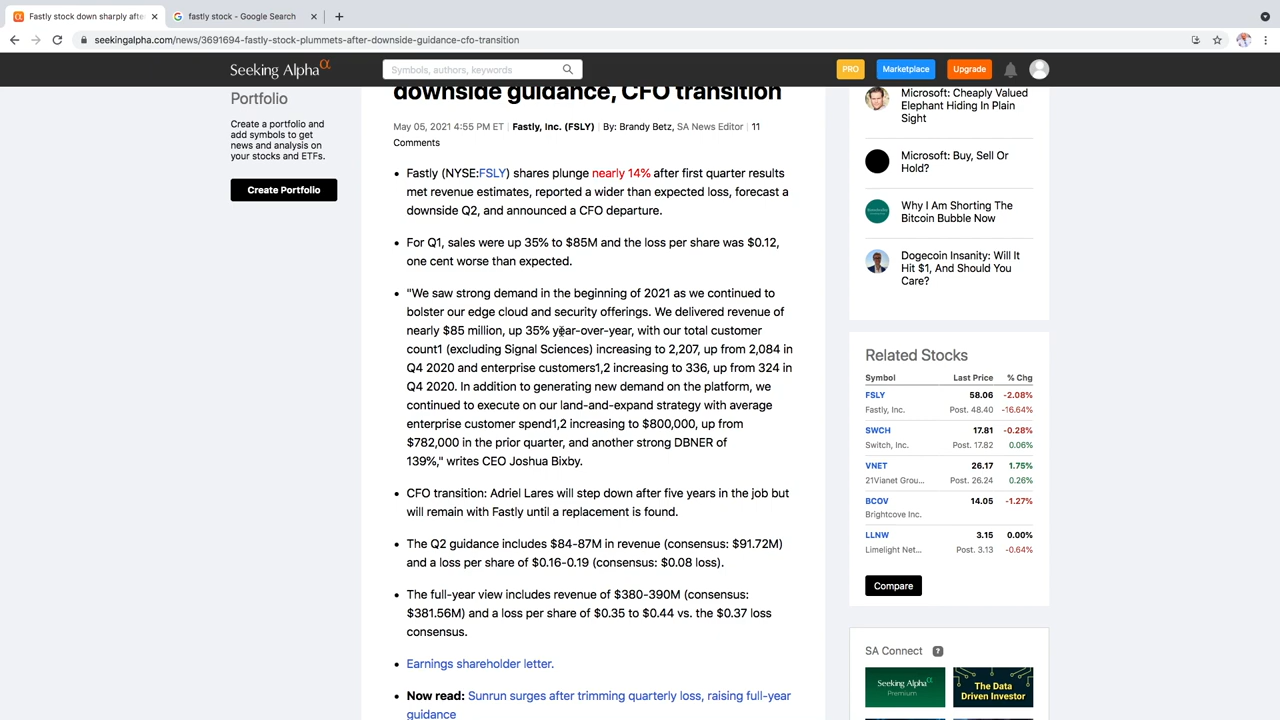 Fastly stock down sharply afte
fastly stock - Google Search
seekingalpha.com/news/3691694-fastly-stock-plummets-after-downside-guidance-cfo-transition
Seeking Alpha α
Symbols, authors, keywords
PRO
Marketplace
Upgrade
Portfolio
Create a portfolio and
add symbols to get
news and analysis on
your stocks and ETFs.
Create Portfolio
downside guidance, CFO transition
May 05, 2021 4:55 PM ET | Fastly, Inc. (FSLY) | By: Brandy Betz, SA News Editor | 11
Comments
• Fastly (NYSE:FSLY) shares plunge nearly 14% after first quarter results
met revenue estimates, reported a wider than expected loss, forecast a
downside Q2, and announced a CFO departure.
• For Q1, sales were up 35% to $85M and the loss per share was $0.12,
one cent worse than expected.
• "We saw strong demand in the beginning of 2021 as we continued to
bolster our edge cloud and security offerings. We delivered revenue of
nearly $85 million, up 35% year-over-year, with our total customer
count1 (excluding Signal Sciences) increasing to 2,207, up from 2,084 in
Q4 2020 and enterprise customers1,2 increasing to 336, up from 324 in
Q4 2020. In addition to generating new demand on the platform, we
continued to execute on our land-and-expand strategy with average
enterprise customer spend1,2 increasing to $800,000, up from
$782,000 in the prior quarter, and another strong DBNER of
139%," writes CEO Joshua Bixby.
• CFO transition: Adriel Lares will step down after five years in the job but
will remain with Fastly until a replacement is found.
• The Q2 guidance includes $84-87M in revenue (consensus: $91.72M)
and a loss per share of $0.16-0.19 (consensus: $0.08 loss).
• The full-year view includes revenue of $380-390M (consensus:
$381.56M) and a loss per share of $0.35 to $0.44 vs. the $0.37 loss
consensus.
• Earnings shareholder letter.
• Now read: Sunrun surges after trimming quarterly loss, raising full-year
guidance
Microsoft: Cheaply Valued
Elephant Hiding In Plain
Sight
Microsoft: Buy, Sell Or
Hold?
Why I Am Shorting The
Bitcoin Bubble Now
Dogecoin Insanity: Will It
Hit $1, And Should You
Care?
Related Stocks
Symbol Last Price % Chg
FSLY 58.06 -2.08%
Fastly, Inc. Post. 48.40 -16.64%
SWCH 17.81 -0.28%
Switch, Inc. Post. 17.82 0.06%
VNET 26.17 1.75%
21Vianet Grou... Post. 26.24 0.26%
BCOV 14.05 -1.27%
Brightcove Inc.
LLNW 3.15 0.00%
Limelight Net... Post. 3.13 -0.64%
Compare
SA Connect ?
Seeking Alpha α
Premium
The Data
Driven Investor